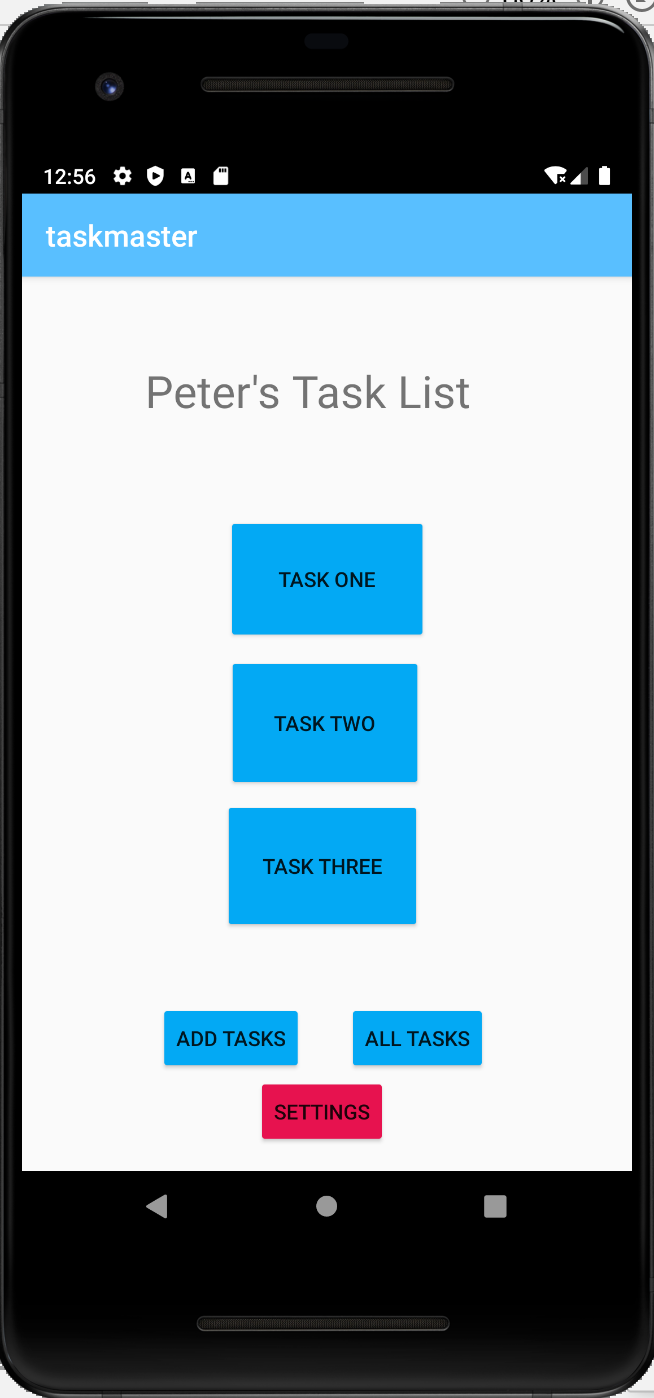 12:56
taskmaster
Peter's Task List
TASK ONE
TASK TWO
TASK THREE
ADD TASKS
ALL TASKS
SETTINGS